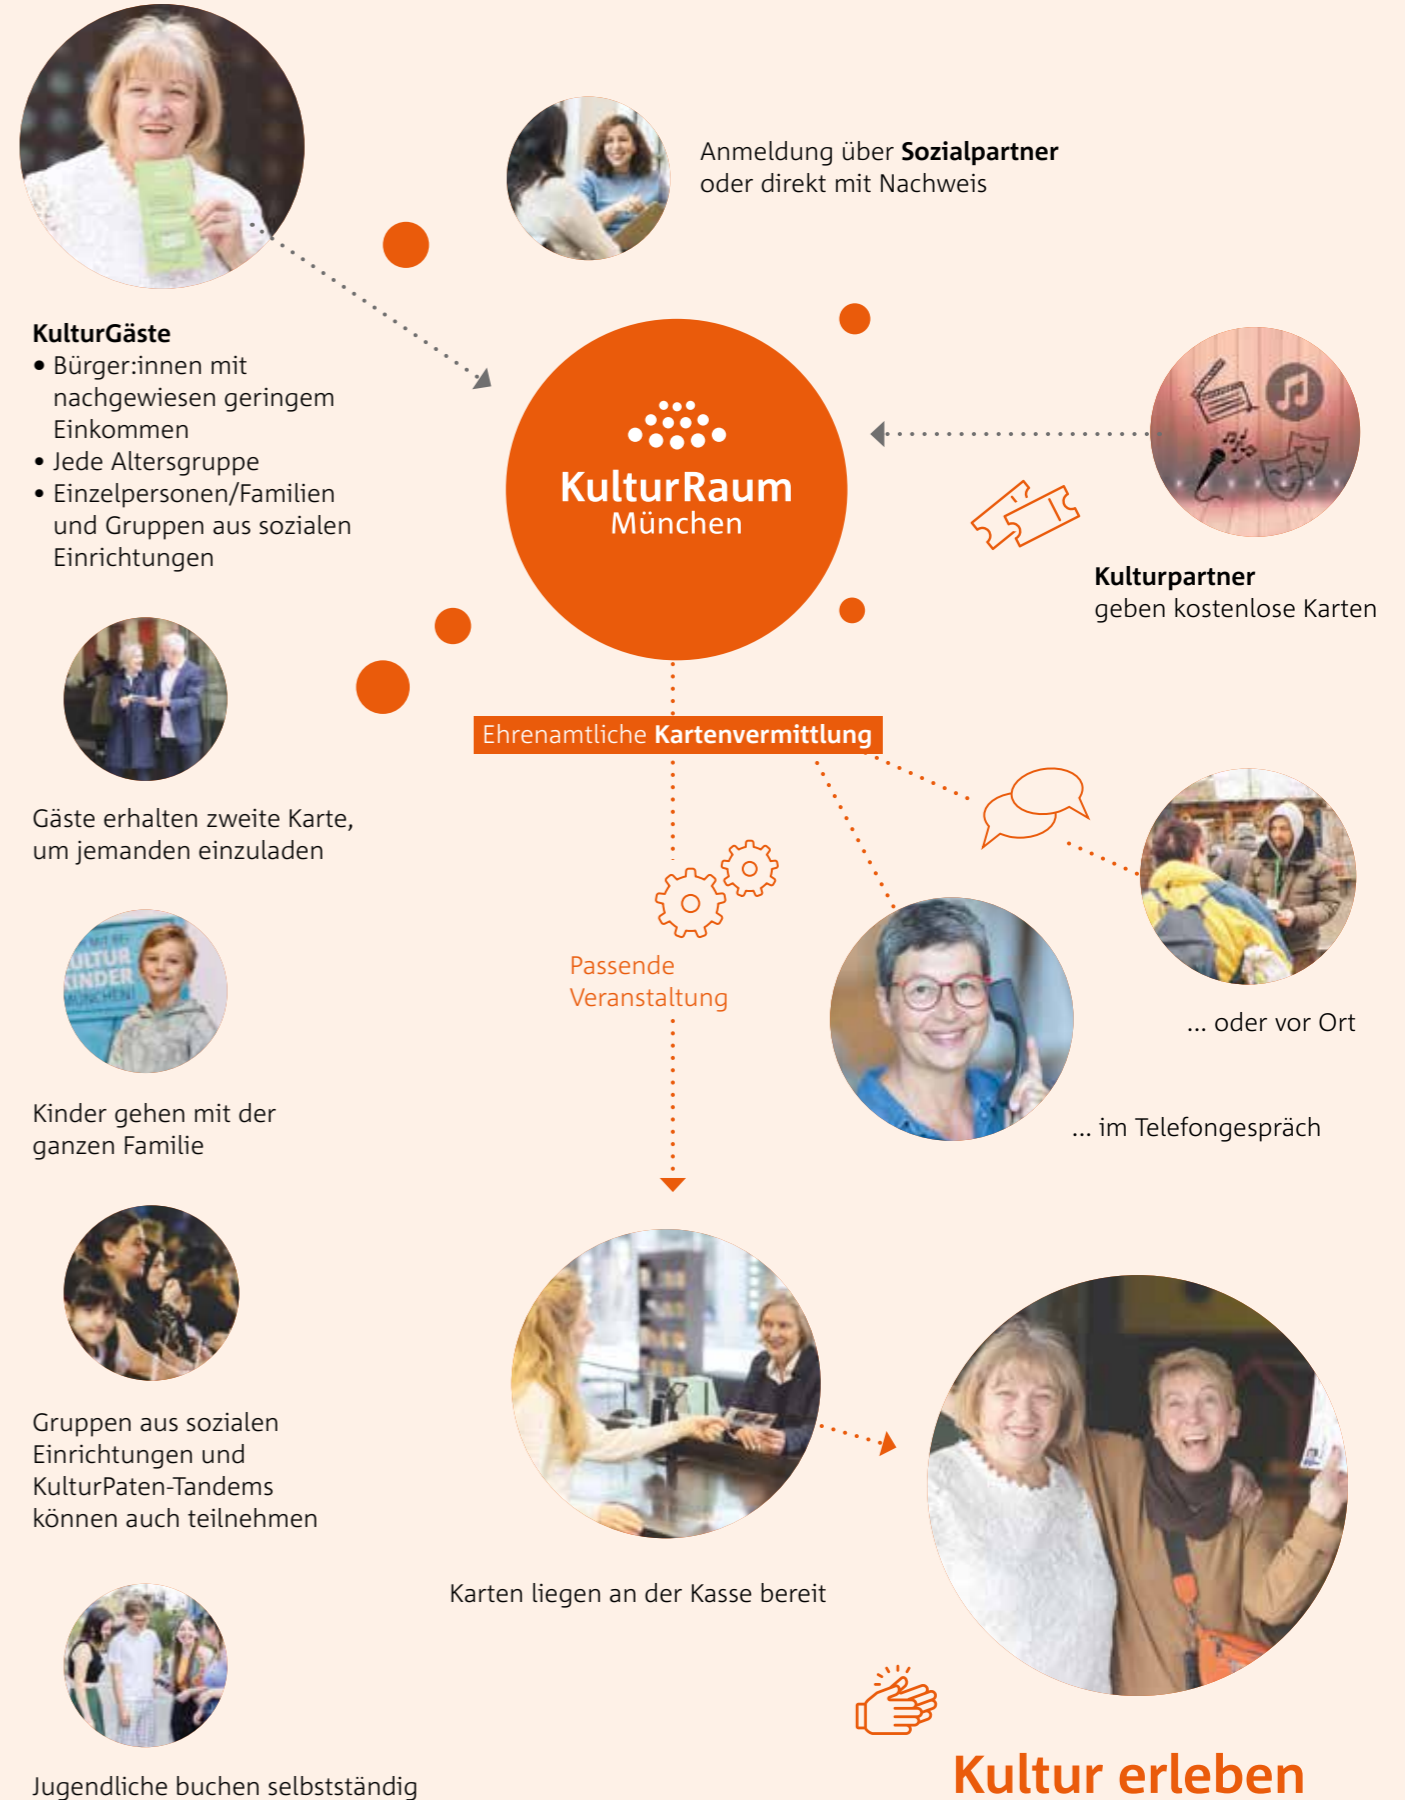 Anmeldung über Sozialpartner
oder direkt mit Nachweis
KulturGäste
• Bürger:innen mit
nachgewiesen geringem
Einkommen
• Jede Altersgruppe
• Einzelpersonen/Familien
und Gruppen aus sozialen
Einrichtungen
KulturRaum
München
Kulturpartner
geben kostenlose Karten
Ehrenamtliche Kartenvermittlung
Gäste erhalten zweite Karte,
um jemanden einzuladen
Passende
Veranstaltung
... oder vor Ort
... im Telefongespräch
ULTUR
KINDER
MÜNCHEN!
Kinder gehen mit der
ganzen Familie
Gruppen aus sozialen
Einrichtungen und
KulturPaten-Tandems
können auch teilnehmen
Karten liegen an der Kasse bereit
Jugendliche buchen selbstständig
Kultur erleben